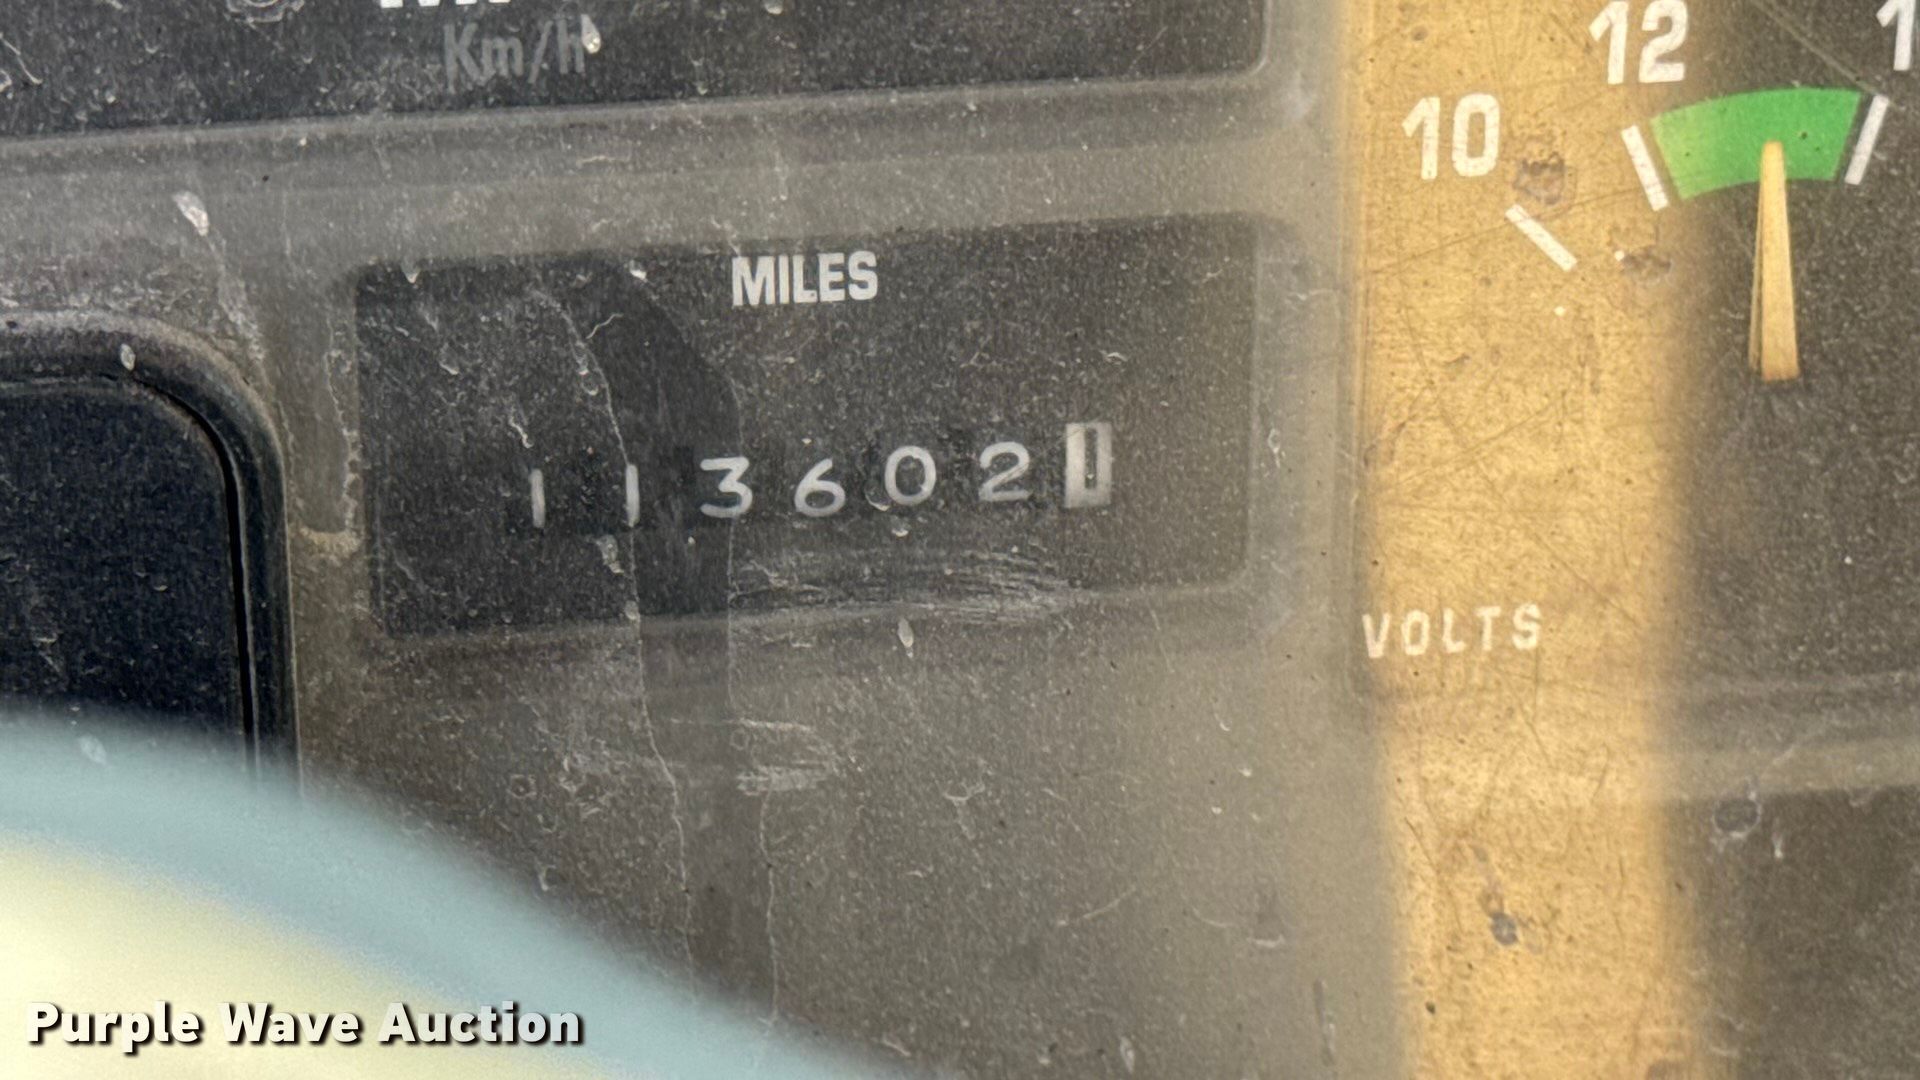 Km/h
12
10
MILES
1136021
VOLTS
Purple Wave Auction